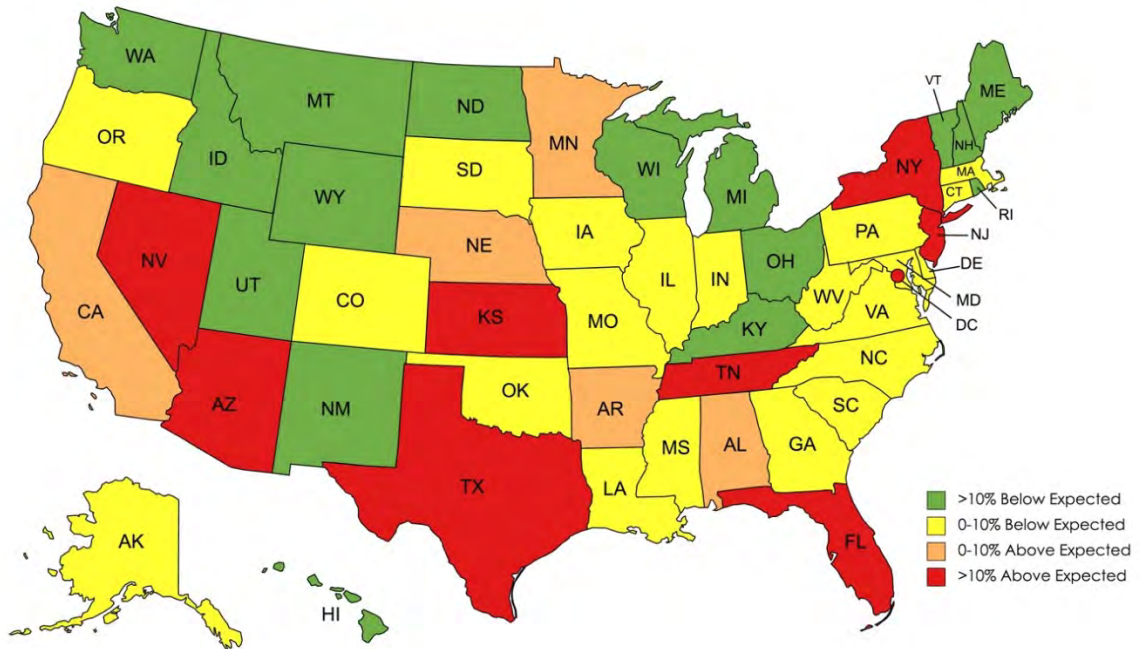 WA
MT
ND
MN
VT
ME
OR
ID
WI
NH
NY
SD
MA
WY
MI
CT
RI
PA
NJ
NE
IA
NV
OH
DE
IL
IN
UT
CO
WV
CA
MD
KS
MO
VA
KY
DC
NC
TN
OK
AZ
NM
AR
SC
MS
AL
GA
TX
LA
>10% Below Expected
0-10% Below Expected
AK
FL
0-10% Above Expected
>10% Above Expected
HI